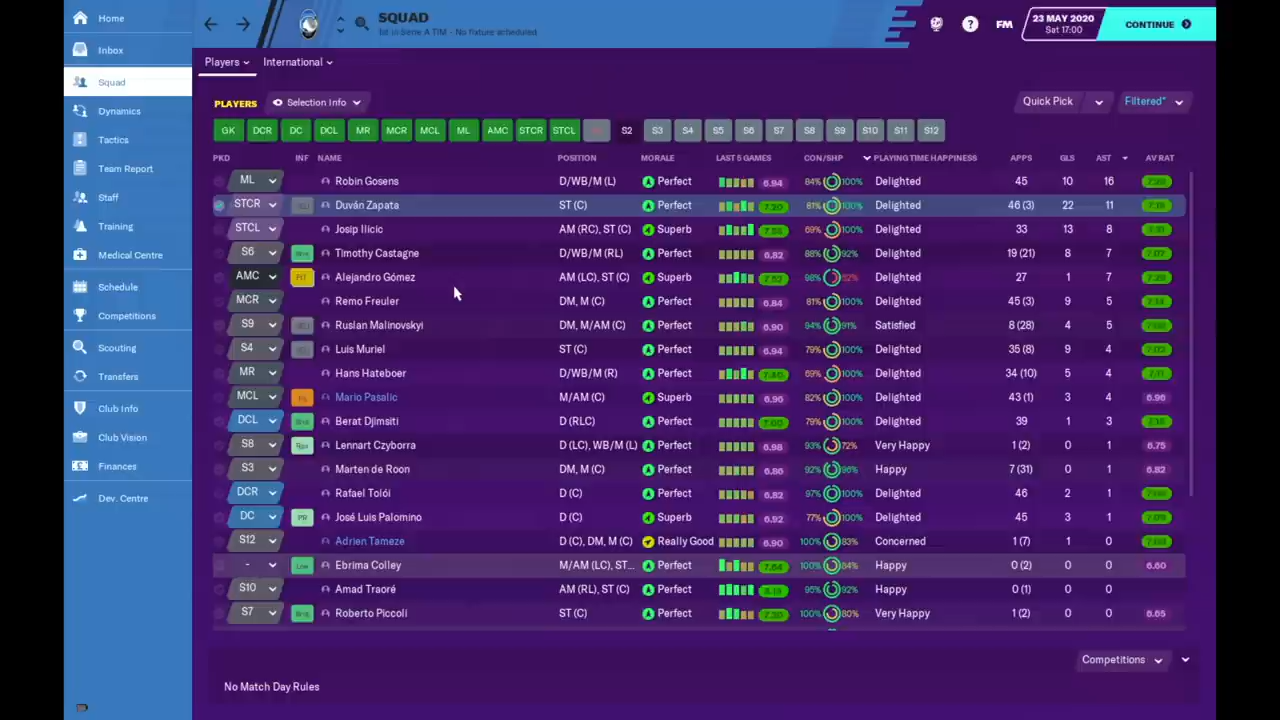 Home
Inbox
Squad
Dynamics
Tactics
Team Report
Staff
Training
Medical Centre
Schedule
Competitions
Scouting
Transfers
Club Info
Club Vision
Finances
Dev. Centre
SQUAD
1st in Serie A TIM - No fixture scheduled
? FM 23 MAY 2020 CONTINUE
Sat 17:00
Players International
PLAYERS Selection Info Quick Pick Filtered*
GK DCR DC DCL MR MCR MCL ML AMC STCR STCL S2 S3 S4 S5 S6 S7 S8 S9 S10 S11 S12
PKD INF NAME POSITION MORALE LAST 5 GAMES CON/SHP PLAYING TIME HAPPINESS APPS GLS AST AV RAT
ML Robin Gosens D/WB/M (L) Perfect 6.94 84% 100% Delighted 45 10 16
STCR Duván Zapata ST (C) Perfect 7.20 81% 100% Delighted 46 (3) 22 11
STCL Josip Ilicic AM (RC), ST (C) Superb 69% 100% Delighted 33 13 8
S6 Timothy Castagne D/WB/M (RL) Perfect 6.82 88% 92% Delighted 19 (21) 8 7
AMC Alejandro Gómez AM (LC), ST (C) Superb 98% Delighted 27 1 7
MCR Remo Freuler DM, M (C) Perfect 6.84 81% 100% Delighted 45 (3) 9 5
S9 Ruslan Malinovskyi DM, M/AM (C) Perfect 6.90 94% 91% Satisfied 8 (28) 4 5
S4 Luis Muriel ST (C) Perfect 6.94 79% 100% Delighted 35 (8) 9 4
MR Hans Hateboer D/WB/M (R) Perfect 69% 100% Delighted 34 (10) 5 4
MCL Mario Pasalic M/AM (C) Superb 6.96 82% 100% Delighted 43 (1) 3 4 6.96
DCL Berat Djimsiti D (RLC) Perfect 7.00 79% 100% Delighted 39 1 3
S8 Lennart Czyborra D (LC), WB/M (L) Perfect 6.98 93% 72% Very Happy 1 (2) 0 1 6.75
S3 Marten de Roon DM, M (C) Perfect 6.86 92% 96% Happy 7 (31) 0 1 6.82
DCR Rafael Tolói D (C) Perfect 6.82 97% 100% Delighted 46 2 1
DC PR José Luis Palomino D (C) Superb 6.92 77% 100% Delighted 45 3 1
S12 Adrien Tameze D (C), DM, M (C) Really Good 6.90 100% 83% Concerned 1 (7) 1 0
- Ebrima Colley M/AM (LC), ST... Perfect 7.64 100% 84% Happy 0 (2) 0 0 6.60
S10 Amad Traoré AM (RL), ST (C) Perfect 95% 92% Happy 0 (1) 0 0
S7 Roberto Piccoli ST (C) Perfect 100% 80% Very Happy 1 (2) 0 0 6.65
Competitions
No Match Day Rules